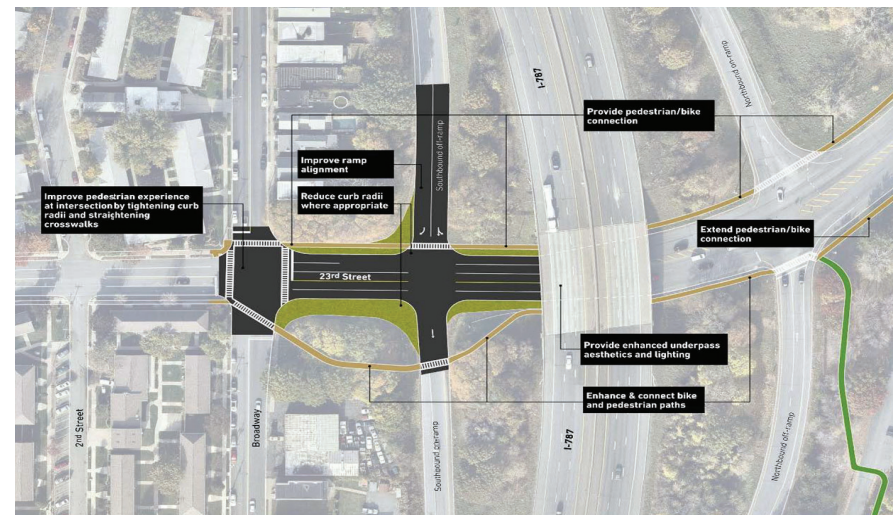 I-787
Northbound on-ramp
Provide pedestrian/bike
connection
Improve ramp
alignment
Southbound off-ramp
Improve pedestrian experience
at intersection by tightening curb
radii and straightening
crosswalks
Reduce curb radii
where appropriate
Extend pedestrian/bike
connection
23rd Street
Provide enhanced underpass
aesthetics and lighting
Enhance & connect bike
and pedestrian paths
2nd Street
Broadway
Southbound on-ramp
I-787
Northbound off-ramp